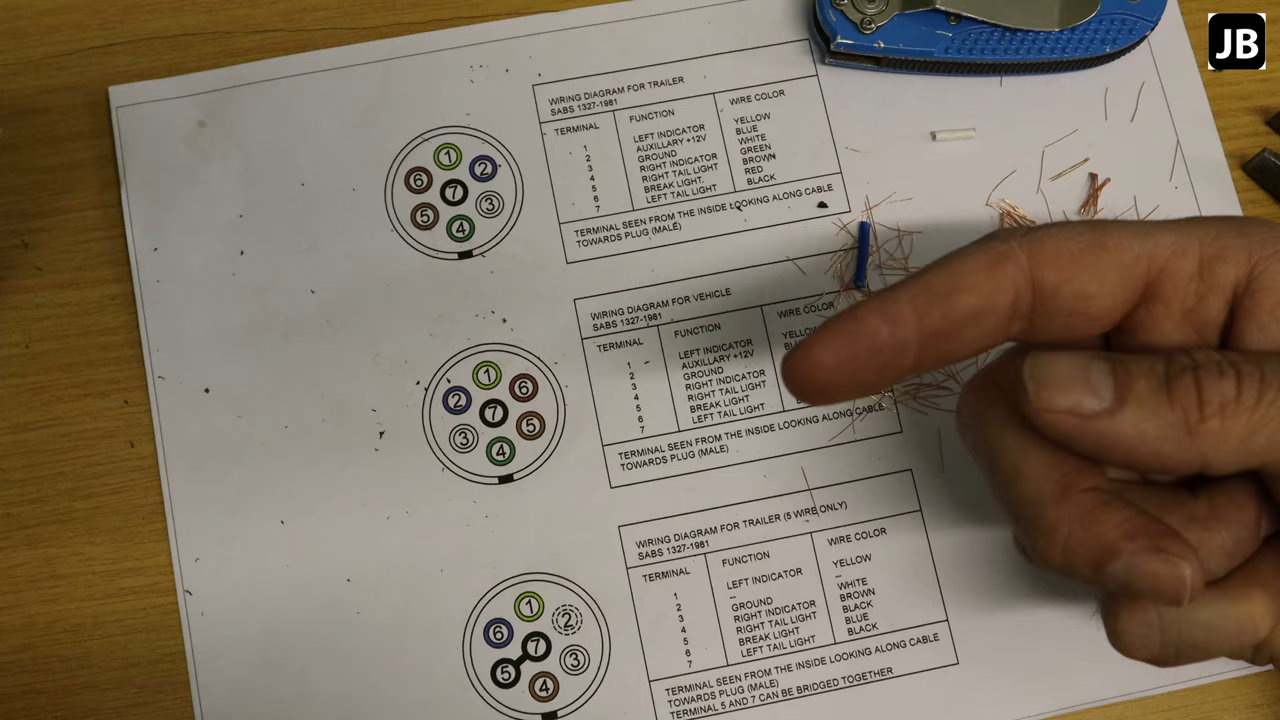 JB
WIRING DIAGRAM FOR TRAILER
SABS 1327-1981
TERMINAL FUNCTION WIRE COLOR
1 LEFT INDICATOR YELLOW
2 AUXILLARY +12V BLUE
3 GROUND WHITE
4 RIGHT INDICATOR GREEN
5 RIGHT TAIL LIGHT BROWN
6 BREAK LIGHT. RED
7 LEFT TAIL LIGHT BLACK
TERMINAL SEEN FROM THE INSIDE LOOKING ALONG CABLE
TOWARDS PLUG (MALE)
1
6 2
7
5 3
4
WIRING DIAGRAM FOR VEHICLE
SABS 1327-1981
TERMINAL FUNCTION WIRE COLOR
1 LEFT INDICATOR
2 AUXILLARY +12V
3 GROUND
4 RIGHT INDICATOR
5 RIGHT TAIL LIGHT
6 BREAK LIGHT
7 LEFT TAIL LIGHT
TERMINAL SEEN FROM THE INSIDE LOOKING ALONG CABLE
TOWARDS PLUG (MALE)
1
2 6
7
3 5
4
WIRING DIAGRAM FOR TRAILER (5 WIRE ONLY)
SABS 1327-1981
TERMINAL FUNCTION WIRE COLOR
1 LEFT INDICATOR YELLOW
2 -- --
3 GROUND WHITE
4 RIGHT INDICATOR BROWN
5 RIGHT TAIL LIGHT BLACK
6 BREAK LIGHT BLUE
7 LEFT TAIL LIGHT BLACK
TERMINAL SEEN FROM THE INSIDE LOOKING ALONG CABLE
TOWARDS PLUG (MALE)
TERMINAL 5 AND 7 CAN BE BRIDGED TOGETHER
1
6 2
7
5 3
4